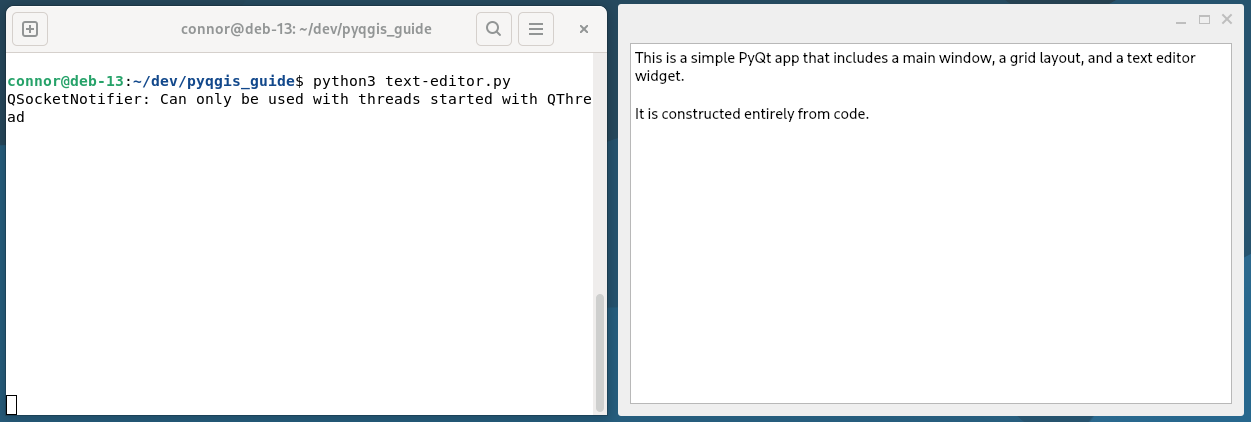 connor@deb-13: ~/dev/pyqgis_guide
connor@deb-13:~/dev/pyqgis_guide$ python3 text-editor.py
QSocketNotifier: Can only be used with threads started with QThre
ad
This is a simple PyQt app that includes a main window, a grid layout, and a text editor
widget.
It is constructed entirely from code.